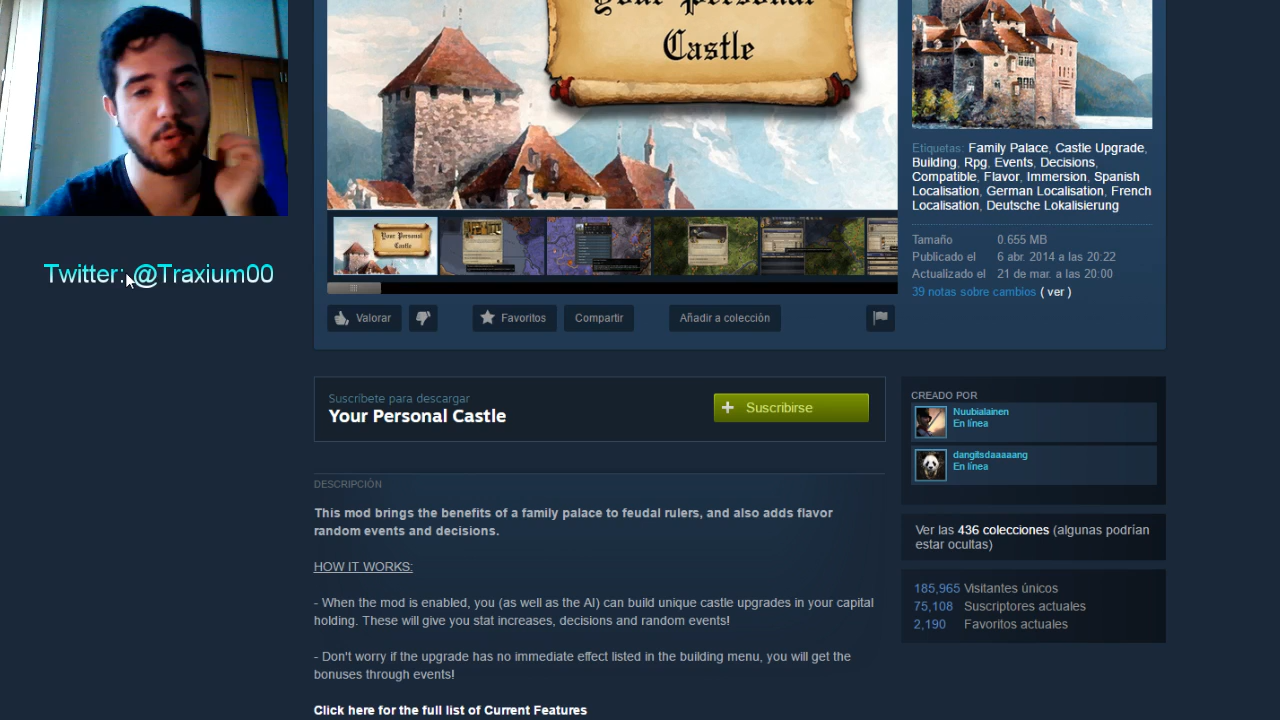 Your Personal
Castle
Your Personal
Castle
Twitter: @Traxium00
Etiquetas: Family Palace, Castle Upgrade,
Building, Rpg, Events, Decisions,
Compatible, Flavor, Immersion, Spanish
Localisation, German Localisation, French
Localisation, Deutsche Lokalisierung
Tamaño 0.655 MB
Publicado el 6 abr. 2014 a las 20:22
Actualizado el 21 de mar. a las 20:00
39 notas sobre cambios ( ver )
Valorar
Favoritos
Compartir
Añadir a colección
Suscríbete para descargar
Your Personal Castle
Suscribirse
DESCRIPCIÓN
This mod brings the benefits of a family palace to feudal rulers, and also adds flavor
random events and decisions.
HOW IT WORKS:
- When the mod is enabled, you (as well as the AI) can build unique castle upgrades in your capital
holding. These will give you stat increases, decisions and random events!
- Don't worry if the upgrade has no immediate effect listed in the building menu, you will get the
bonuses through events!
Click here for the full list of Current Features
CREADO POR
Nuubialainen
En línea
dangitsdaaaaang
En línea
Ver las 436 colecciones (algunas podrían
estar ocultas)
185,965 Visitantes únicos
75,108 Suscriptores actuales
2,190 Favoritos actuales